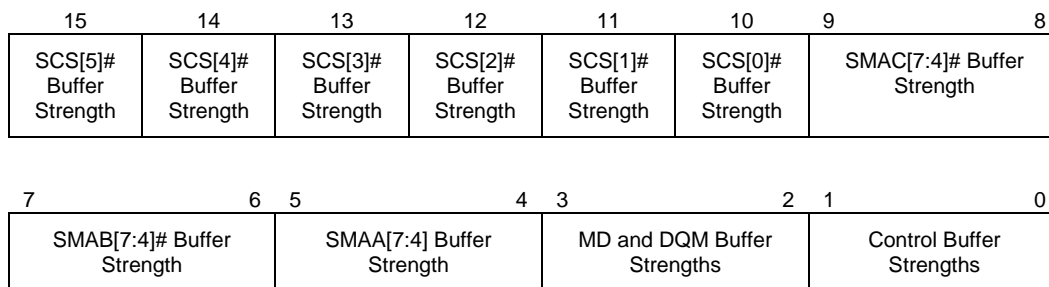 15 14 13 12 11 10 9 8
SCS[5]# SCS[4]# SCS[3]# SCS[2]# SCS[1]# SCS[0]# SMAC[7:4]# Buffer
Buffer Buffer Buffer Buffer Buffer Buffer Strength
Strength Strength Strength Strength Strength Strength
7 6 5 4 3 2 1 0
SMAB[7:4]# Buffer SMAA[7:4] Buffer MD and DQM Buffer Control Buffer
Strength Strength Strengths Strengths